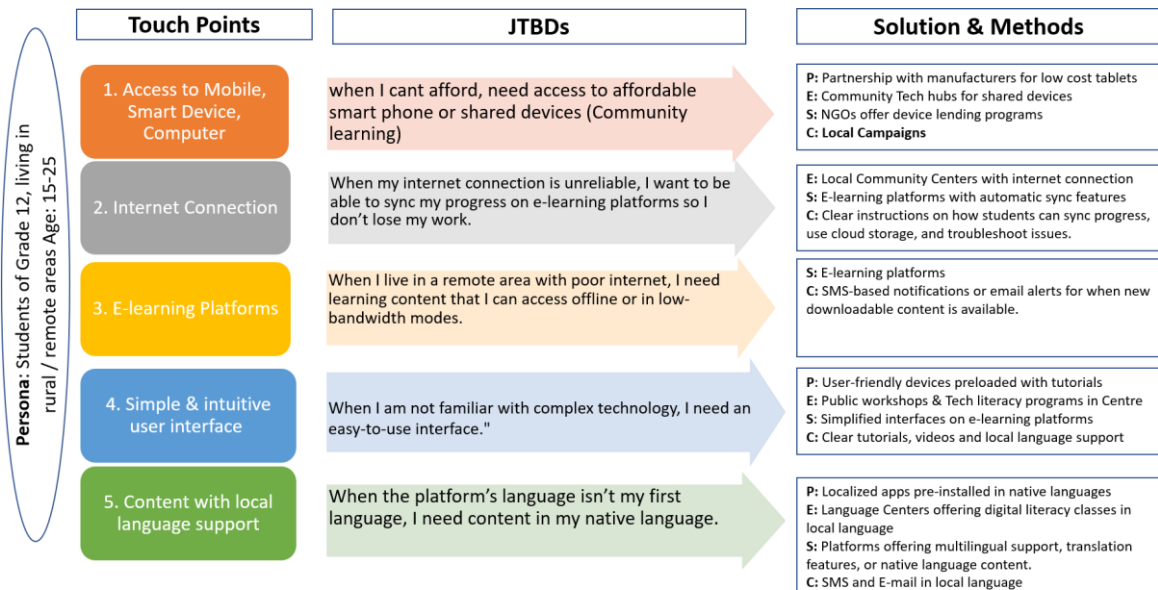 Touch Points
JTBDs
Solution & Methods
Persona: Students of Grade 12, living in
rural / remote areas Age: 15-25
1. Access to Mobile,
Smart Device,
Computer
when I cant afford, need access to affordable
smart phone or shared devices (Community
learning)
P: Partnership with manufacturers for low cost tablets
E: Community Tech hubs for shared devices
S: NGOs offer device lending programs
C: Local Campaigns
2. Internet Connection
When my internet connection is unreliable, I want to be
able to sync my progress on e-learning platforms so I
don't lose my work.
E: Local Community Centers with internet connection
S: E-learning platforms with automatic sync features
C: Clear instructions on how students can sync progress,
use cloud storage, and troubleshoot issues.
3. E-learning Platforms
When I live in a remote area with poor internet, I need
learning content that I can access offline or in low-
bandwidth modes.
S: E-learning platforms
C: SMS-based notifications or email alerts for when new
downloadable content is available.
4. Simple & intuitive
user interface
When I am not familiar with complex technology, I need an
easy-to-use interface."
P: User-friendly devices preloaded with tutorials
E: Public workshops & Tech literacy programs in Centre
S: Simplified interfaces on e-learning platforms
C: Clear tutorials, videos and local language support
5. Content with local
language support
When the platform's language isn't my first
language, I need content in my native language.
P: Localized apps pre-installed in native languages
E: Language Centers offering digital literacy classes in
local language
S: Platforms offering multilingual support, translation
features, or native language content.
C: SMS and E-mail in local language